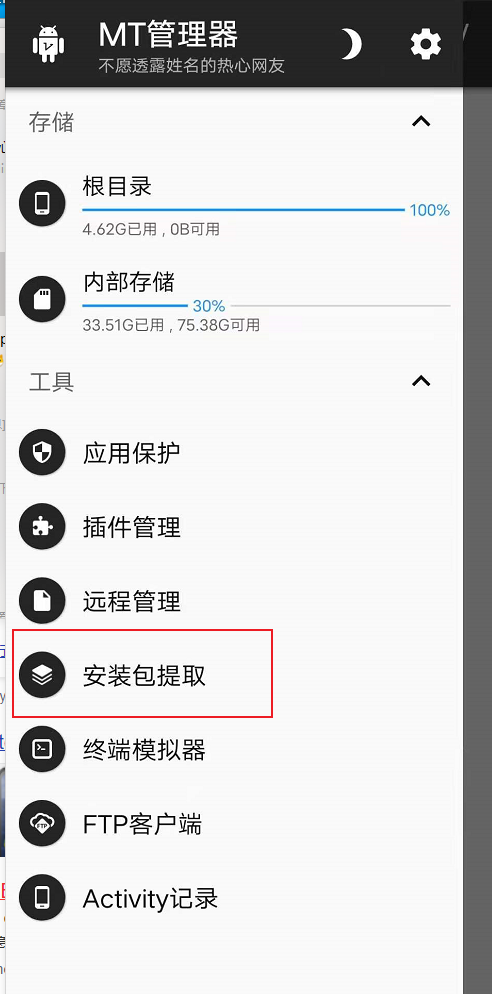 MT管理器
不愿透露姓名的热心网友
存储
根目录
100%
4.62G已用 , 0B可用
内部存储
30%
33.51G已用 , 75.38G可用
工具
应用保护
插件管理
远程管理
安装包提取
终端模拟器
FTP客户端
Activity记录